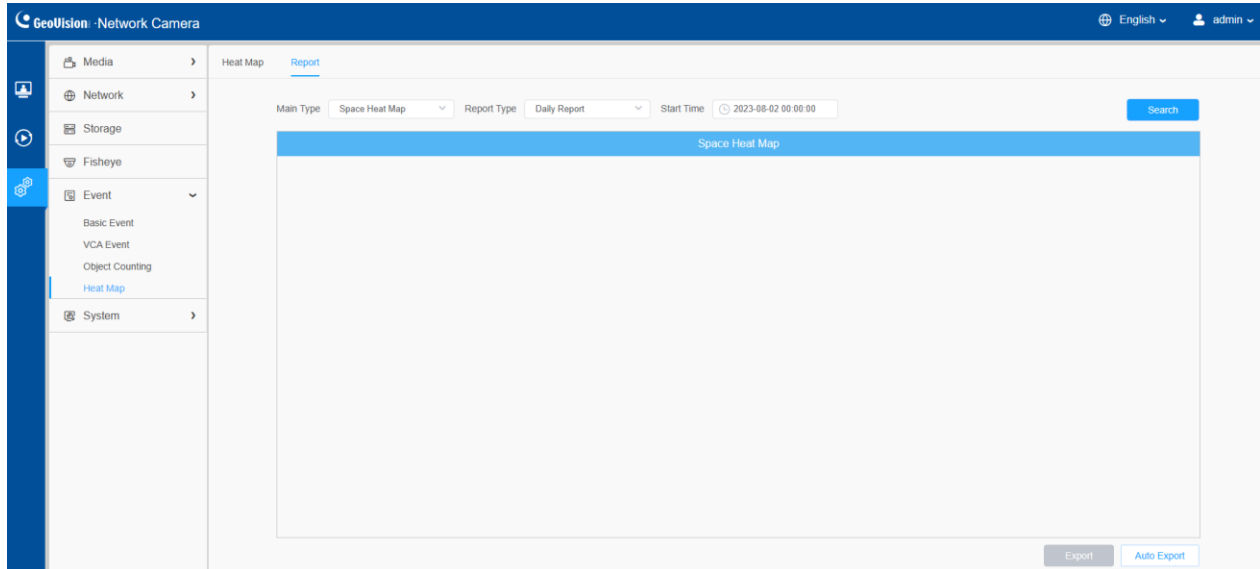 GeoVision: ·Network Camera
English
admin
Media
Network
Storage
Fisheye
Event
Basic Event
VCA Event
Object Counting
Heat Map
System
Heat Map Report
Main Type Space Heat Map Report Type Daily Report Start Time 2023-08-02 00:00:00 Search
Space Heat Map
Export Auto Export